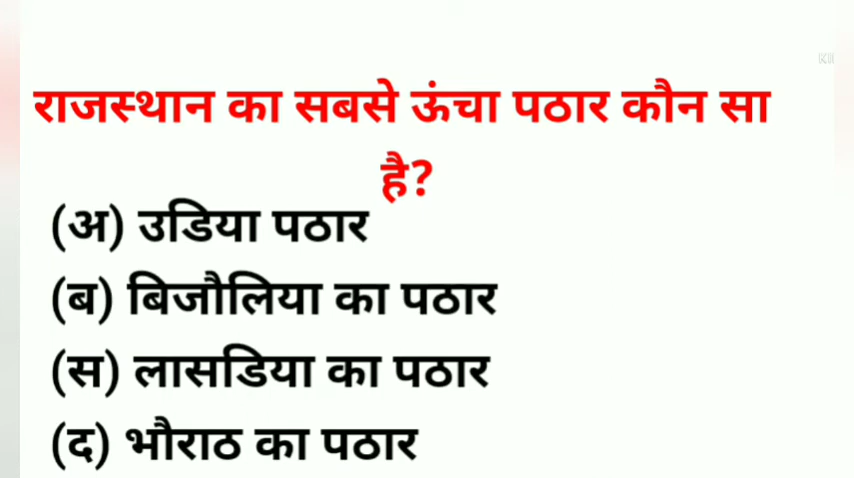 राजस्थान का सबसे ऊंचा पठार कौन सा
है?
(अ) उडिया पठार
(ब) बिजौलिया का पठार
(स) लासडिया का पठार
(द) भौराठ का पठार